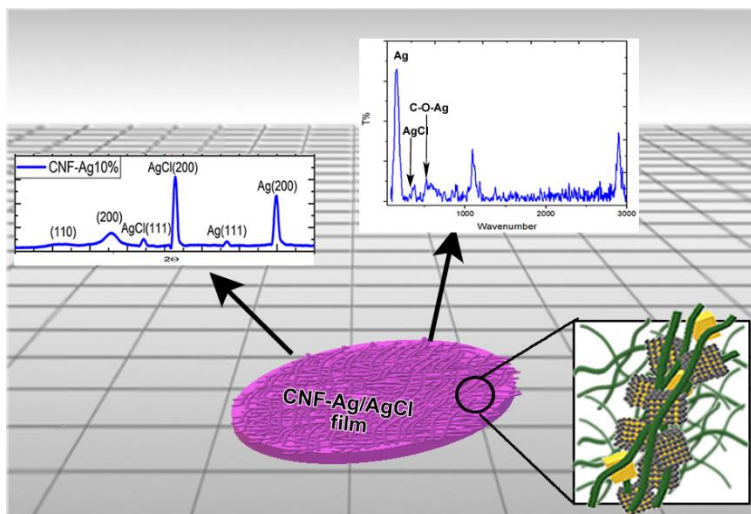 Ag
C-O-Ag
AgCl
T%
1000
2000
3000
Wavenumber
CNF-Ag10%
AgCl(200)
Ag(200)
(200)
(110)
AgCl(111)
Ag(111)
2Θ
CNF-Ag/AgCl
film